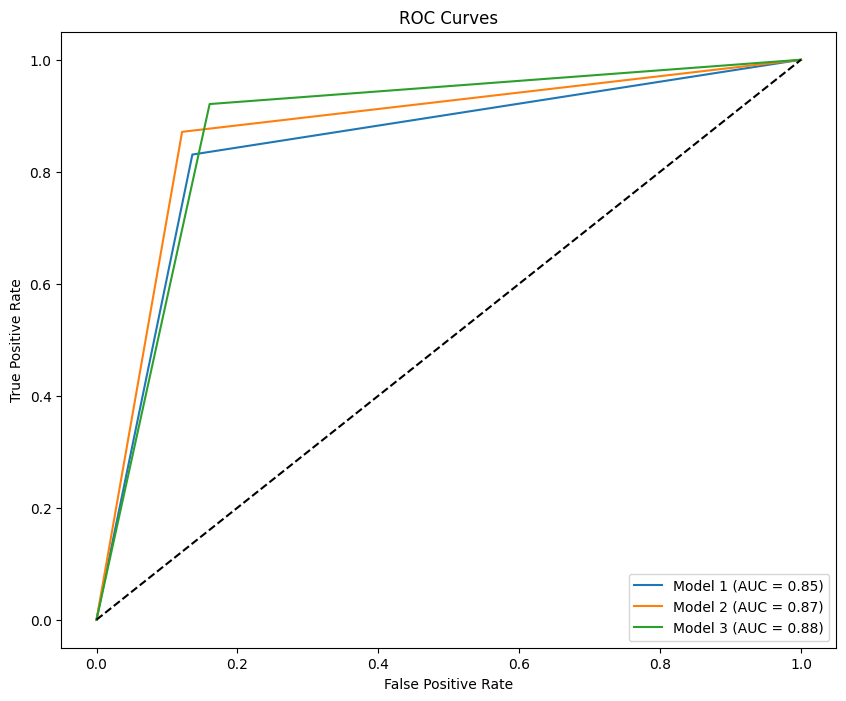 ROC Curves
True Positive Rate
1.0
0.8
0.6
0.4
0.2
0.0
Model 1 (AUC = 0.85)
Model 2 (AUC = 0.87)
Model 3 (AUC = 0.88)
0.0
0.2
0.4
0.6
0.8
1.0
False Positive Rate